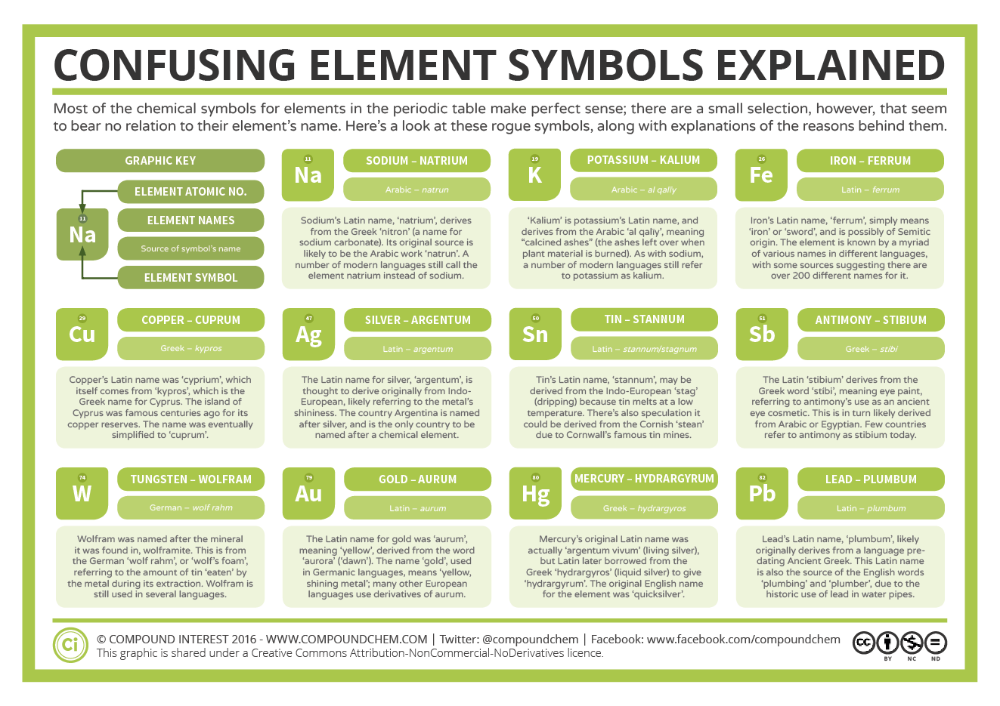 CONFUSING ELEMENT SYMBOLS EXPLAINED
Most of the chemical symbols for elements in the periodic table make perfect sense; there are a small selection, however, that seem
to bear no relation to their element's name. Here's a look at these rogue symbols, along with explanations of the reasons behind them.
GRAPHIC KEY
ELEMENT ATOMIC NO.
11
Na
ELEMENT NAMES
Source of symbol's name
ELEMENT SYMBOL
11
Na
SODIUM – NATRIUM
Arabic – natrun
Sodium's Latin name, 'natrium', derives
from the Greek 'nítron' (a name for
sodium carbonate). Its original source is
likely to be the Arabic work 'natrun'. A
number of modern languages still call the
element natrium instead of sodium.
19
K
POTASSIUM – KALIUM
Arabic – al qalīy
'Kalium' is potassium's Latin name, and
derives from the Arabic 'al qaliy', meaning
"calcined ashes" (the ashes left over when
plant material is burned). As with sodium,
a number of modern languages still refer
to potassium as kalium.
26
Fe
IRON – FERRUM
Latin – ferrum
Iron's Latin name, 'ferrum', simply means
'iron' or 'sword', and is possibly of Semitic
origin. The element is known by a myriad
of various names in different languages,
with some sources suggesting there are
over 200 different names for it.
29
Cu
COPPER – CUPRUM
Greek – kypros
Copper's Latin name was 'cyprium', which
itself comes from 'kypros', which is the
Greek name for Cyprus. The island of
Cyprus was famous centuries ago for its
copper reserves. The name was eventually
simplified to 'cuprum'.
47
Ag
SILVER – ARGENTUM
Latin – argentum
The Latin name for silver, 'argentum', is
thought to derive originally from Indo-
European, likely referring to the metal's
shininess. The country Argentina is named
after silver, and is the only country to be
named after a chemical element.
50
Sn
TIN – STANNUM
Latin – stannum/stagnum
Tin's Latin name, 'stannum', may be
derived from the Indo-European 'stag'
(dripping) because tin melts at a low
temperature. There's also speculation it
could be derived from the Cornish 'stean'
due to Cornwall's famous tin mines.
51
Sb
ANTIMONY – STIBIUM
Greek – stibi
The Latin 'stibium' derives from the
Greek word 'stibi', meaning eye paint,
referring to antimony's use as an ancient
eye cosmetic. This is in turn likely derived
from Arabic or Egyptian. Few countries
refer to antimony as stibium today.
74
W
TUNGSTEN – WOLFRAM
German – wolf rahm
Wolfram was named after the mineral
it was found in, wolframite. This is from
the German 'wolf rahm', or 'wolf's foam',
referring to the amount of tin 'eaten' by
the metal during its extraction. Wolfram is
still used in several languages.
79
Au
GOLD – AURUM
Latin – aurum
The Latin name for gold was 'aurum',
meaning 'yellow', derived from the word
'aurora' ('dawn'). The name 'gold', used
in Germanic languages, means 'yellow,
shining metal'; many other European
languages use derivatives of aurum.
80
Hg
MERCURY – HYDRARGYRUM
Greek – hydrargyros
Mercury's original Latin name was
actually 'argentum vivum' (living silver),
but Latin later borrowed from the
Greek 'hydrargyros' (liquid silver) to give
'hydrargyrum'. The original English name
for the element was 'quicksilver'.
82
Pb
LEAD – PLUMBUM
Latin – plumbum
Lead's Latin name, 'plumbum', likely
originally derives from a language pre-
dating Ancient Greek. This Latin name
is also the source of the English words
'plumbing' and 'plumber', due to the
historic use of lead in water pipes.
Ci
© COMPOUND INTEREST 2016 - WWW.COMPOUNDCHEM.COM | Twitter: @compoundchem | Facebook: www.facebook.com/compoundchem
This graphic is shared under a Creative Commons Attribution-NonCommercial-NoDerivatives licence.
cc
BY NC ND